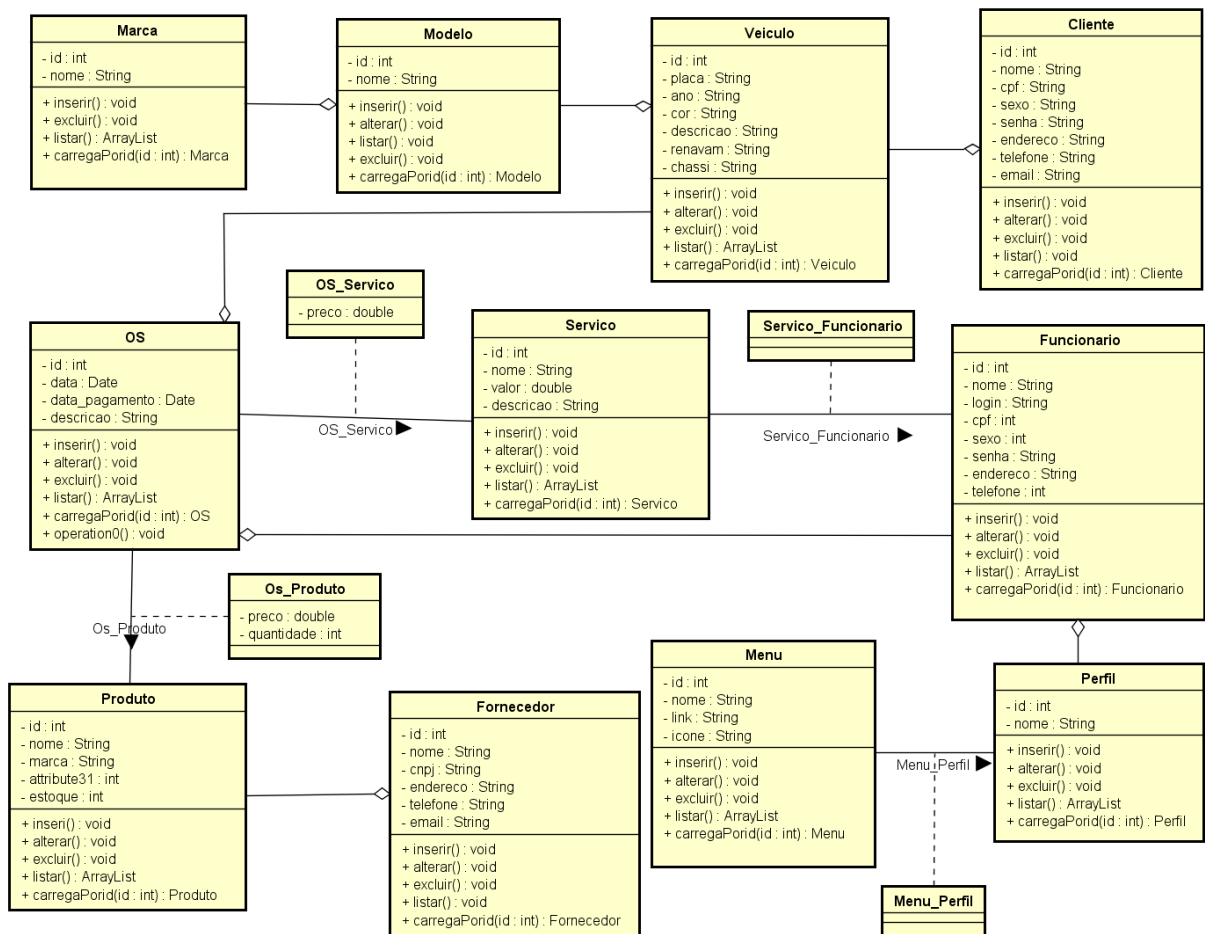 Marca
- id : int
- nome : String
+ inserir() : void
+ excluir() : void
+ listar() : ArrayList
+ carregaPorid(id : int) : Marca
Modelo
- id : int
- nome : String
+ inserir() : void
+ alterar() : void
+ listar() : void
+ excluir() : void
+ carregaPorid(id : int) : Modelo
Veiculo
- id : int
- placa : String
- ano : String
- cor : String
- descricao : String
- renavam : String
- chassi : String
+ inserir() : void
+ alterar() : void
+ excluir() : void
+ listar() : ArrayList
+ carregaPorid(id : int) : Veiculo
Cliente
- id : int
- nome : String
- cpf : String
- sexo : String
- senha : String
- endereco : String
- telefone : String
- email : String
+ inserir() : void
+ alterar() : void
+ excluir() : void
+ listar() : void
+ carregaPorid(id : int) : Cliente
OS
- id : int
- data : Date
- data_pagamento : Date
- descricao : String
+ inserir() : void
+ alterar() : void
+ excluir() : void
+ listar() : ArrayList
+ carregaPorid(id : int) : OS
+ operation0() : void
OS_Servico
- preco : double
OS_Servico
Servico
- id : int
- nome : String
- valor : double
- descricao : String
+ inserir() : void
+ alterar() : void
+ excluir() : void
+ listar() : ArrayList
+ carregaPorid(id : int) : Servico
Servico_Funcionario
Servico_Funcionario
Funcionario
- id : int
- nome : String
- login : String
- cpf : int
- sexo : int
- senha : String
- endereco : String
- telefone : int
+ inserir() : void
+ alterar() : void
+ excluir() : void
+ listar() : ArrayList
+ carregaPorid(id : int) : Funcionario
Os_Produto
- preco : double
- quantidade : int
Os_Produto
Produto
- id : int
- nome : String
- marca : String
- attribute31 : int
- estoque : int
+ inseri() : void
+ alterar() : void
+ excluir() : void
+ listar() : ArrayList
+ carregaPorid(id : int) : Produto
Fornecedor
- id : int
- nome : String
- cnpj : String
- endereco : String
- telefone : String
- email : String
+ inserir() : void
+ alterar() : void
+ excluir() : void
+ listar() : void
+ carregaPorid(id : int) : Fornecedor
Menu
- id : int
- nome : String
- link : String
- icone : String
+ inserir() : void
+ alterar() : void
+ excluir() : void
+ listar() : ArrayList
+ carregaPorid(id : int) : Menu
Menu_Perfil
Perfil
- id : int
- nome : String
+ inserir() : void
+ alterar() : void
+ excluir() : void
+ listar() : ArrayList
+ carregaPorid(id : int) : Perfil
Menu_Perfil